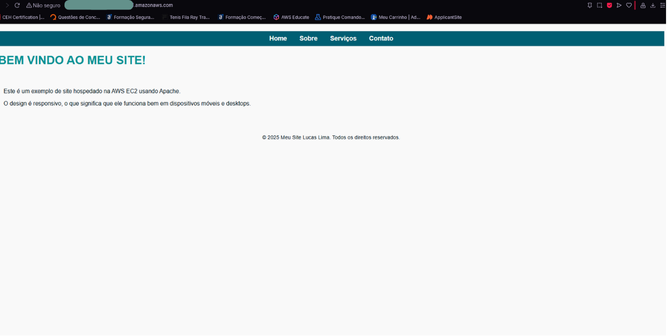 Não seguro
.amazonaws.com
CEH Certification |... Questões de Conc... Formação Segura... Tenis Fila Ray Tra... Formação Começ... AWS Educate Pratique Comando... Meu Carrinho | Ad... ApplicantSite
Home Sobre Serviços Contato
BEM VINDO AO MEU SITE!
Este é um exemplo de site hospedado na AWS EC2 usando Apache.
O design é responsivo, o que significa que ele funciona bem em dispositivos móveis e desktops.
© 2025 Meu Site Lucas Lima. Todos os direitos reservados.